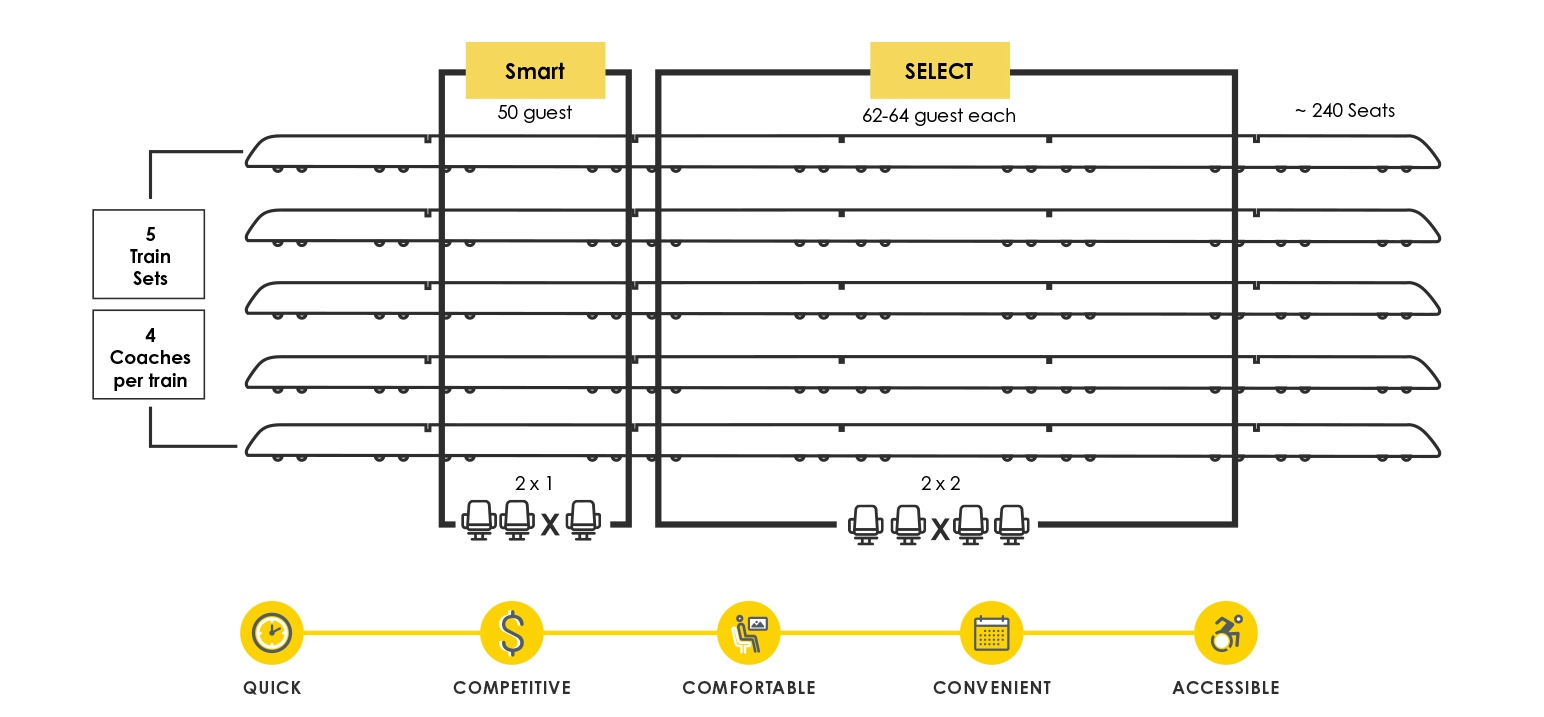 Smart
SELECT
50 guest
62-64 guest each
~ 240 Seats
5
Train
Sets
4
Coaches
per train
2 x 1
2 x 2
X
X
QUICK
COMPETITIVE
COMFORTABLE
CONVENIENT
ACCESSIBLE